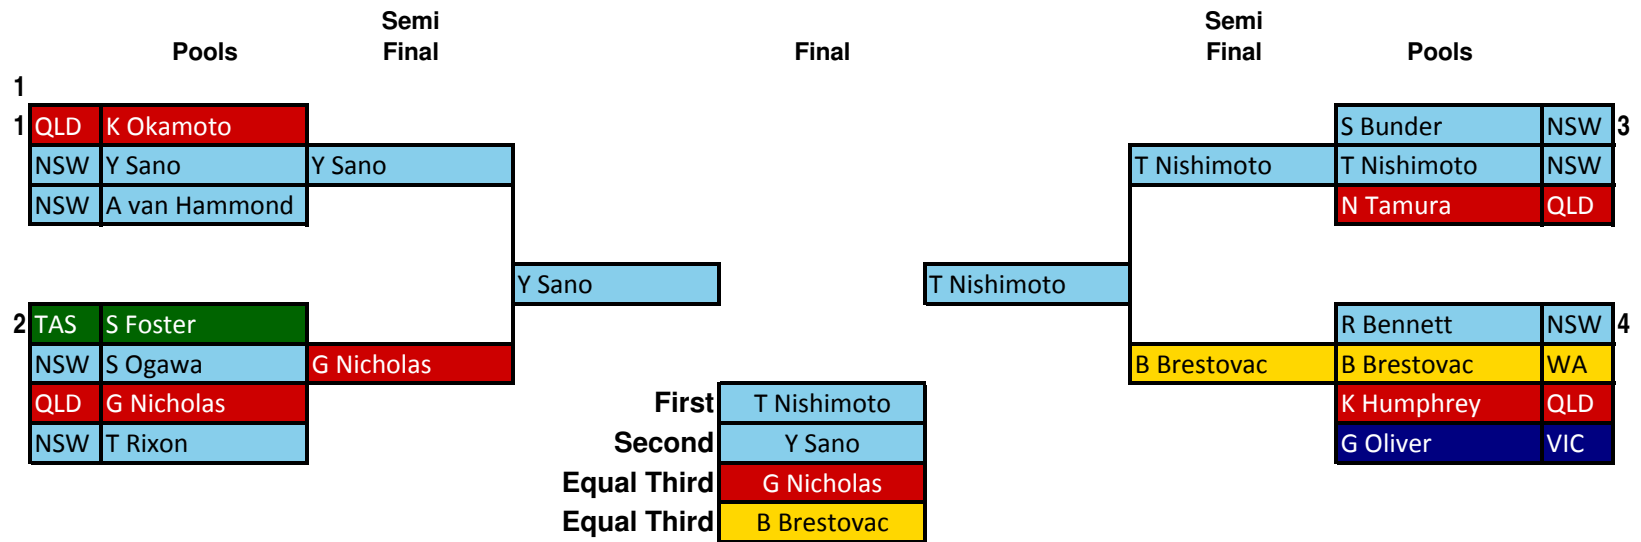 Semi Semi
Pools Final Final Final Pools
1
1 QLD K Okamoto S Bunder NSW 3
NSW Y Sano Y Sano T Nishimoto T Nishimoto NSW
NSW A van Hammond N Tamura QLD
Y Sano T Nishimoto
2 TAS S Foster R Bennett NSW 4
NSW S Ogawa G Nicholas B Brestovac B Brestovac WA
QLD G Nicholas First T Nishimoto K Humphrey QLD
NSW T Rixon Second Y Sano G Oliver VIC
Equal Third G Nicholas
Equal Third B Brestovac